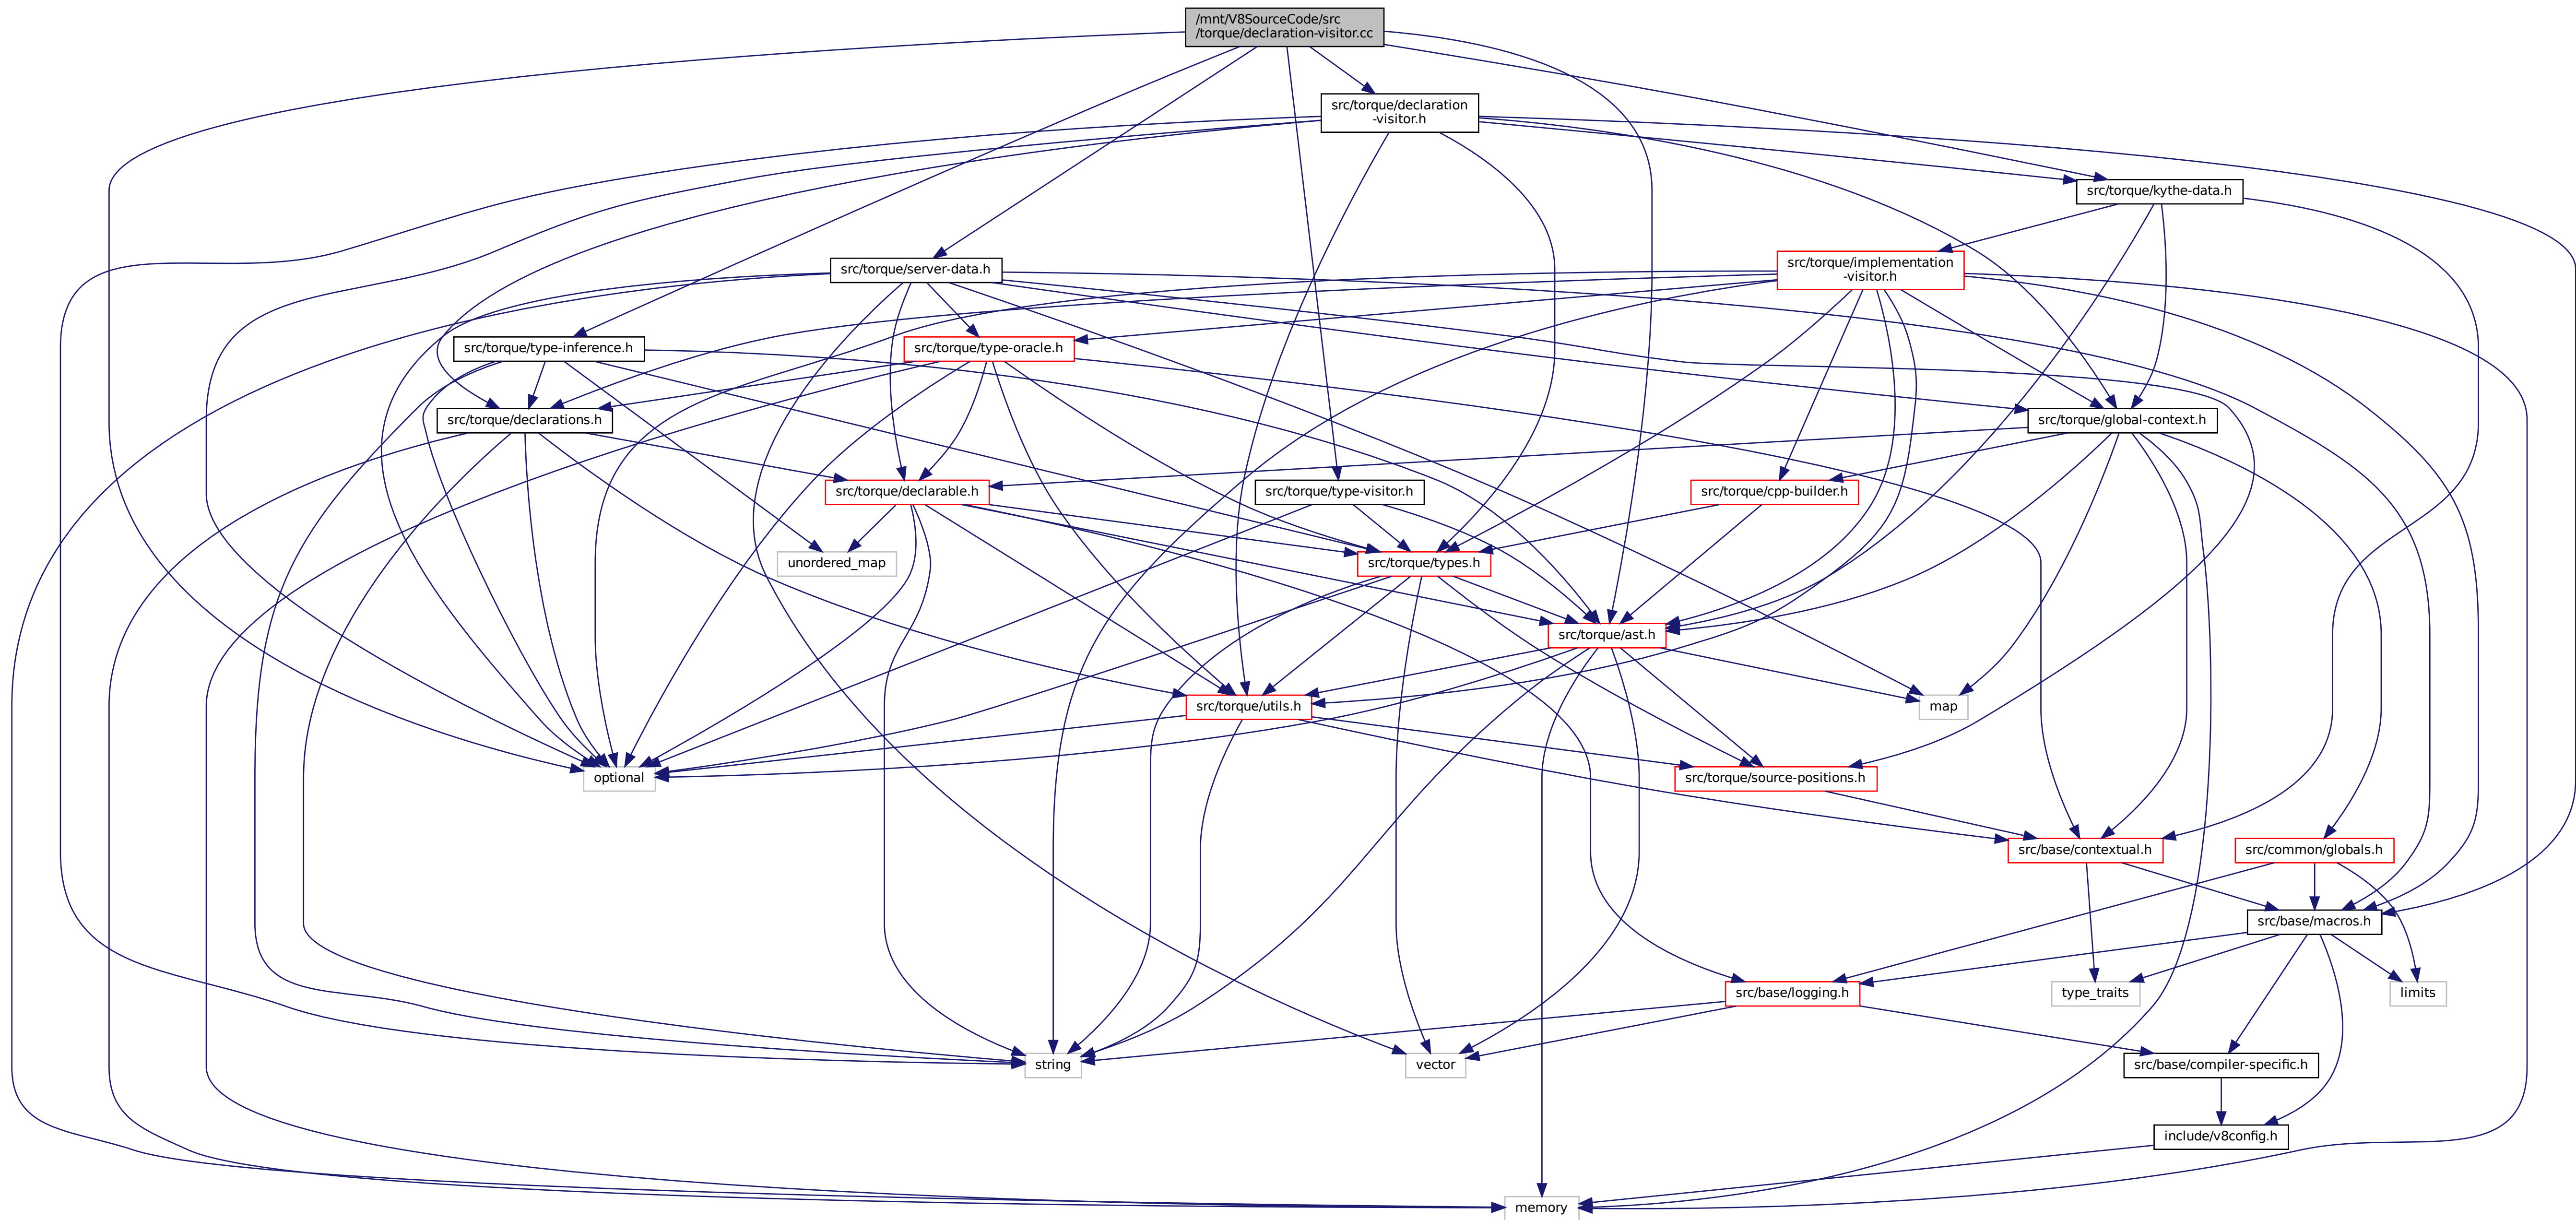 /mnt/V8SourceCode/src
/torque/declaration-visitor.cc
src/torque/declaration
-visitor.h
src/torque/kythe-data.h
src/torque/server-data.h
src/torque/implementation
-visitor.h
src/torque/type-inference.h
src/torque/type-oracle.h
src/torque/declarations.h
src/torque/global-context.h
src/torque/declarable.h
src/torque/type-visitor.h
src/torque/cpp-builder.h
unordered_map
src/torque/types.h
src/torque/ast.h
src/torque/utils.h
map
optional
src/torque/source-positions.h
src/base/contextual.h
src/common/globals.h
src/base/macros.h
src/base/logging.h
type_traits
limits
string
vector
src/base/compiler-specific.h
include/v8config.h
memory